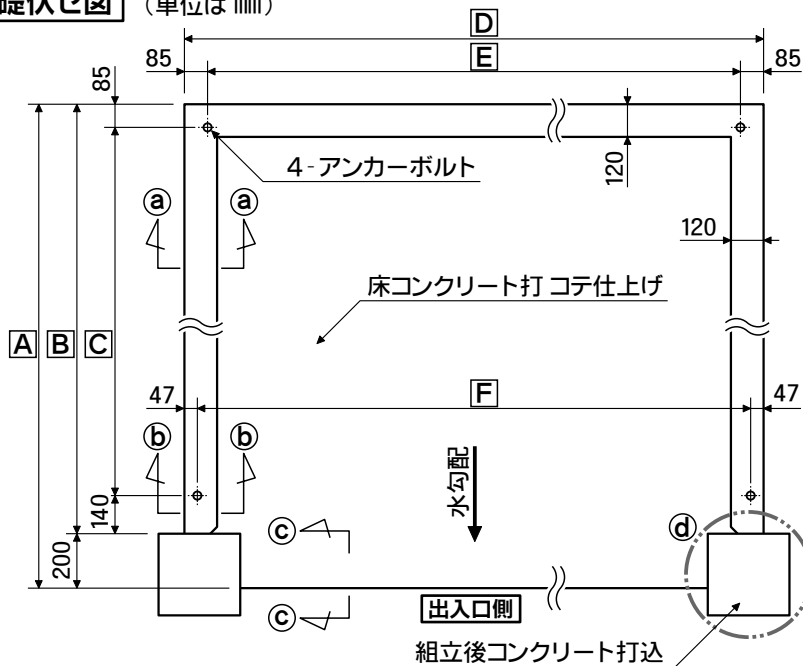 礎伏せ図 (単位は㎜)
D
85 E 85
85
4-アンカーボルト
120
ⓐ ⓐ
120
床コンクリート打 コテ仕上げ
A B C
47 F 47
ⓑ ⓑ
水勾配
140
ⓒ
ⓓ
200
出入口側
ⓒ
組立後コンクリート打込